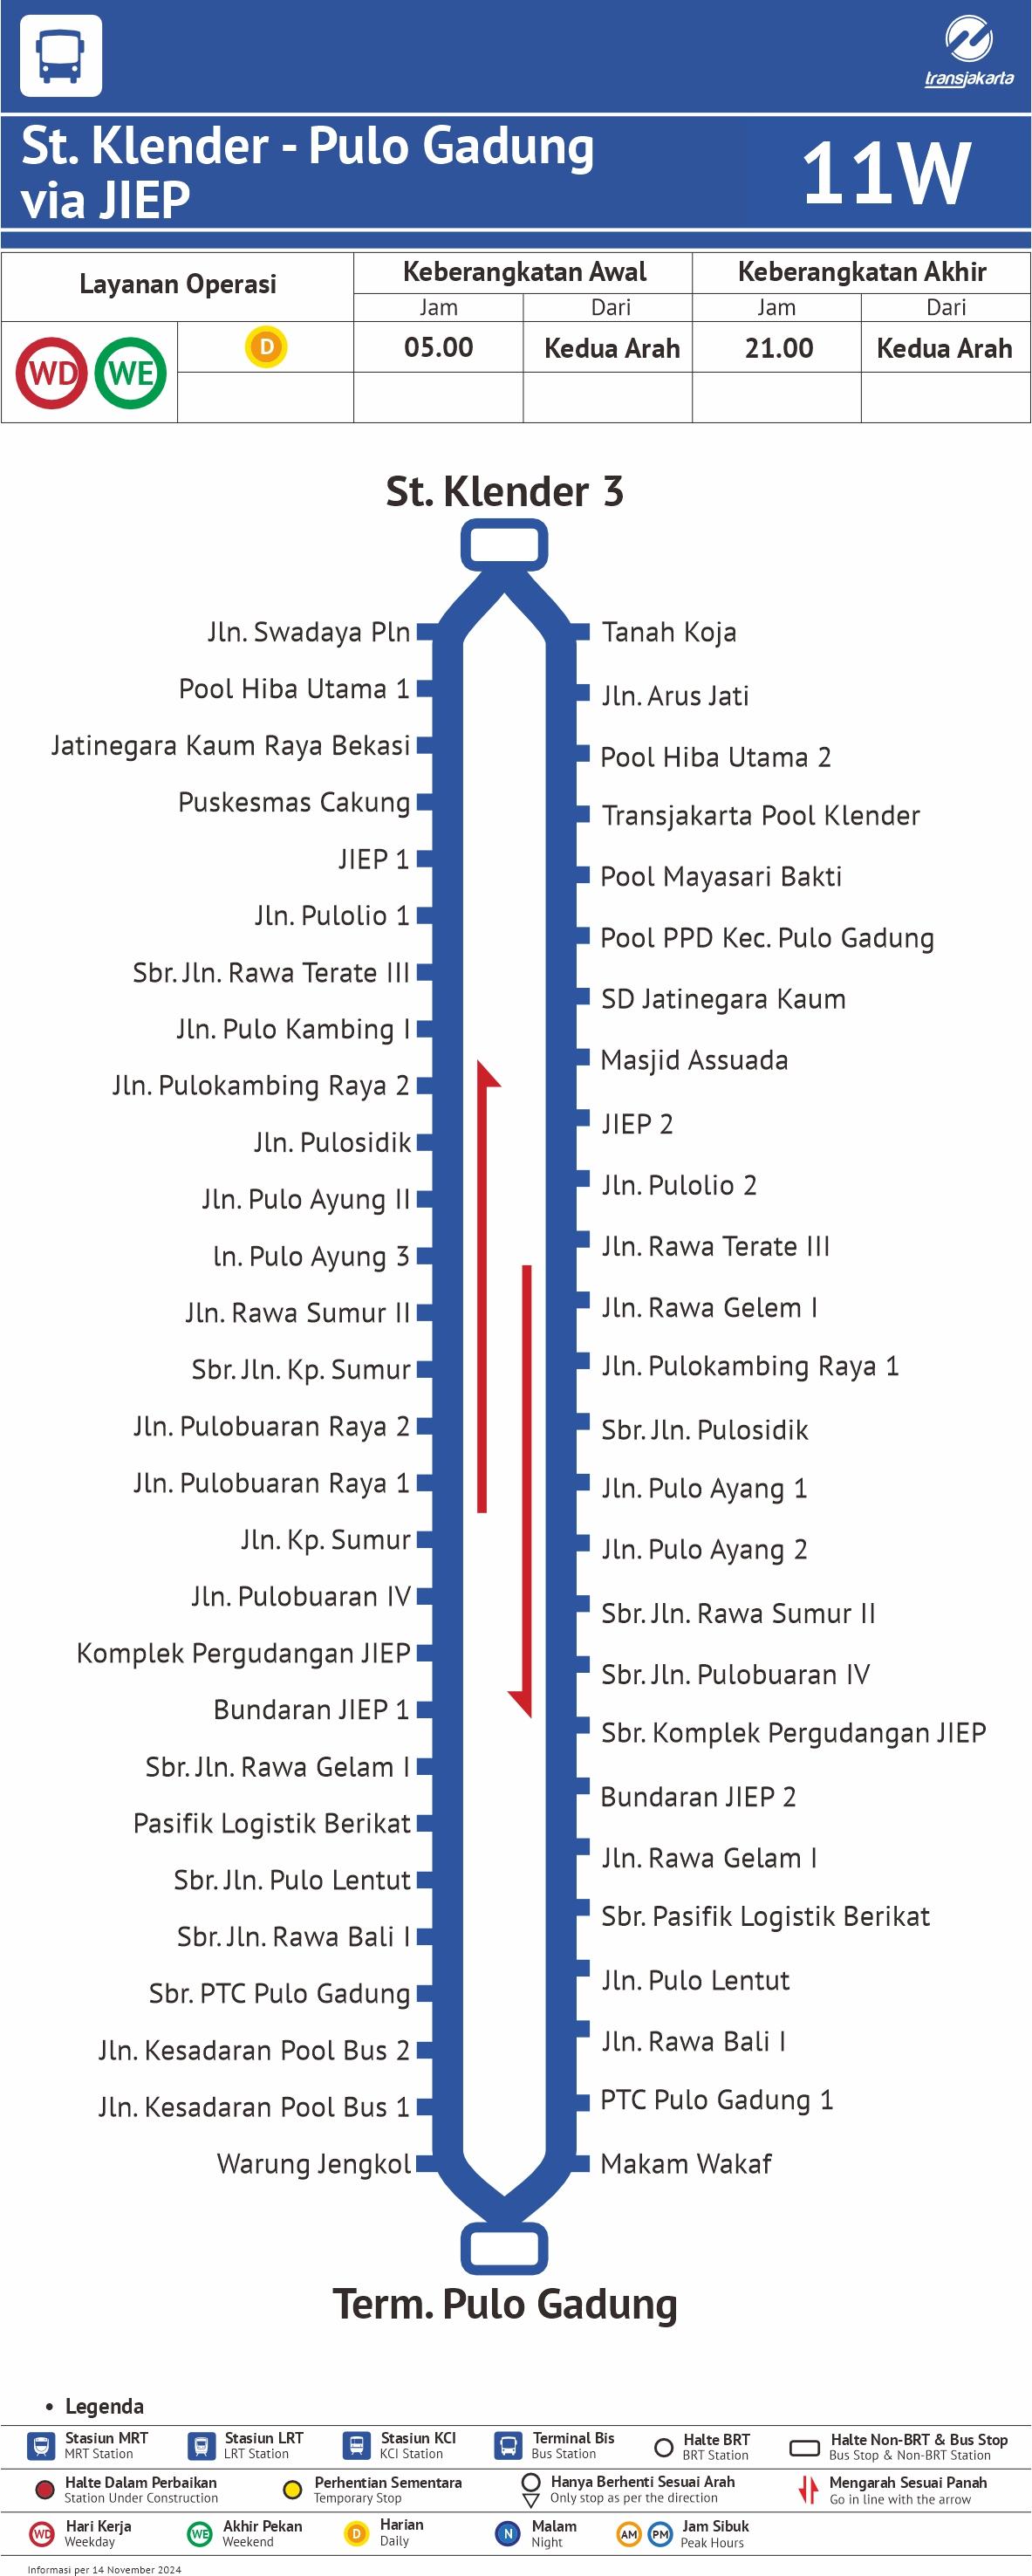 transjakarta
St. Klender - Pulo Gadung
via JIEP
11W
Layanan Operasi
Keberangkatan Awal
Keberangkatan Akhir
Jam
Dari
Jam
Dari
WD
WE
D
05.00
Kedua Arah
21.00
Kedua Arah
St. Klender 3
Jln. Swadaya Pln
Pool Hiba Utama 1
Jatinegara Kaum Raya Bekasi
Puskesmas Cakung
JIEP 1
Jln. Pulolio 1
Sbr. Jln. Rawa Terate III
Jln. Pulo Kambing I
Jln. Pulokambing Raya 2
Jln. Pulosidik
Jln. Pulo Ayung II
ln. Pulo Ayung 3
Jln. Rawa Sumur II
Sbr. Jln. Kp. Sumur
Jln. Pulobuaran Raya 2
Jln. Pulobuaran Raya 1
Jln. Kp. Sumur
Jln. Pulobuaran IV
Komplek Pergudangan JIEP
Bundaran JIEP 1
Sbr. Jln. Rawa Gelam I
Pasifik Logistik Berikat
Sbr. Jln. Pulo Lentut
Sbr. Jln. Rawa Bali I
Sbr. PTC Pulo Gadung
Jln. Kesadaran Pool Bus 2
Jln. Kesadaran Pool Bus 1
Warung Jengkol
Tanah Koja
Jln. Arus Jati
Pool Hiba Utama 2
Transjakarta Pool Klender
Pool Mayasari Bakti
Pool PPD Kec. Pulo Gadung
SD Jatinegara Kaum
Masjid Assuada
JIEP 2
Jln. Pulolio 2
Jln. Rawa Terate III
Jln. Rawa Gelem I
Jln. Pulokambing Raya 1
Sbr. Jln. Pulosidik
Jln. Pulo Ayang 1
Jln. Pulo Ayang 2
Sbr. Jln. Rawa Sumur II
Sbr. Jln. Pulobuaran IV
Sbr. Komplek Pergudangan JIEP
Bundaran JIEP 2
Jln. Rawa Gelam I
Sbr. Pasifik Logistik Berikat
Jln. Pulo Lentut
Jln. Rawa Bali I
PTC Pulo Gadung 1
Makam Wakaf
Term. Pulo Gadung
• Legenda
Stasiun MRT
MRT Station
Stasiun LRT
LRT Station
Stasiun KCI
KCI Station
Terminal Bis
Bus Station
Halte BRT
BRT Station
Halte Non-BRT & Bus Stop
Bus Stop & Non-BRT Station
Halte Dalam Perbaikan
Station Under Construction
Perhentian Sementara
Temporary Stop
Hanya Berhenti Sesuai Arah
Only stop as per the direction
Mengarah Sesuai Panah
Go in line with the arrow
WD
Hari Kerja
Weekday
WE
Akhir Pekan
Weekend
D
Harian
Daily
N
Malam
Night
AM
PM
Jam Sibuk
Peak Hours
Informasi per 14 November 2024